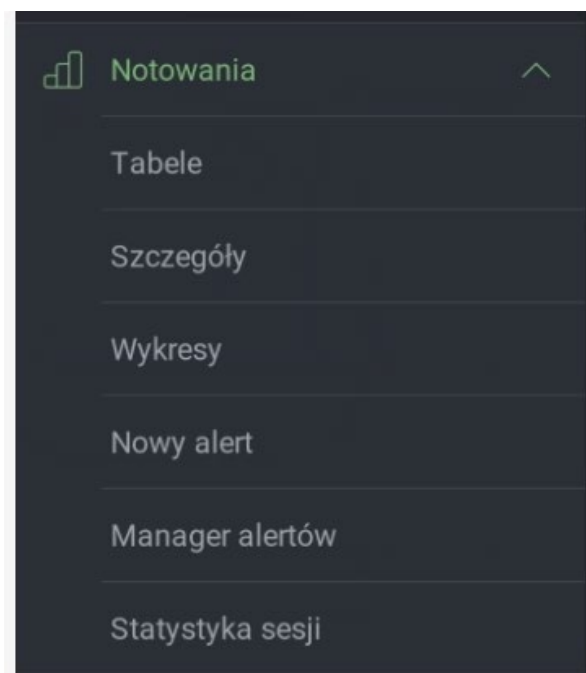 Notowania
Tabele
Szczegóły
Wykresy
Nowy alert
Manager alertów
Statystyka sesji